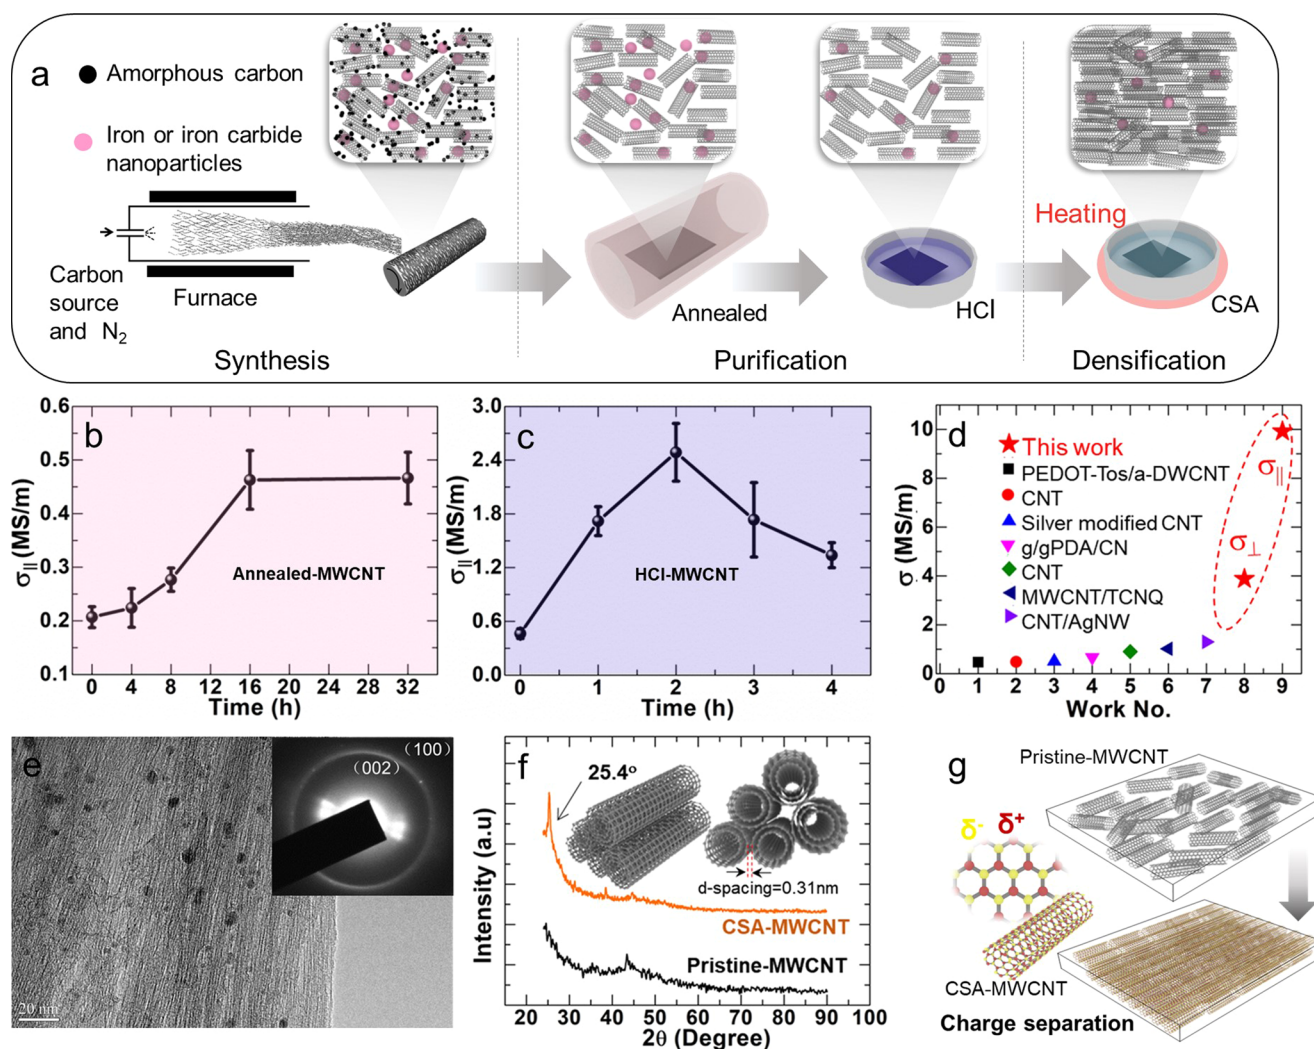 a
Amorphous carbon
Iron or iron carbide
nanoparticles
Carbon
source
and N₂
Furnace
Annealed
HCl
Heating
CSA
Synthesis
Purification
Densification
b
σ∥(MS/m)
0.6
0.5
0.4
0.3
0.2
0.1
Annealed-MWCNT
0 4 8 12 16 20 24 28 32
Time (h)
c
σ∥(MS/m)
3.0
2.4
1.8
1.2
0.6
0.0
HCl-MWCNT
0 1 2 3 4
Time (h)
d
σ (MS/m)
10
8
6
4
2
0
This work
PEDOT-Tos/a-DWCNT
CNT
Silver modified CNT
g/gPDA/CN
CNT
MWCNT/TCNQ
CNT/AgNW
σ∥
σ⊥
0 1 2 3 4 5 6 7 8 9
Work No.
e
(100)
(002)
20 nm
f
Intensity (a.u)
25.4°
d-spacing=0.31nm
CSA-MWCNT
Pristine-MWCNT
20 30 40 50 60 70 80 90 100
2θ (Degree)
g
Pristine-MWCNT
δ⁻ δ⁺
CSA-MWCNT
Charge separation